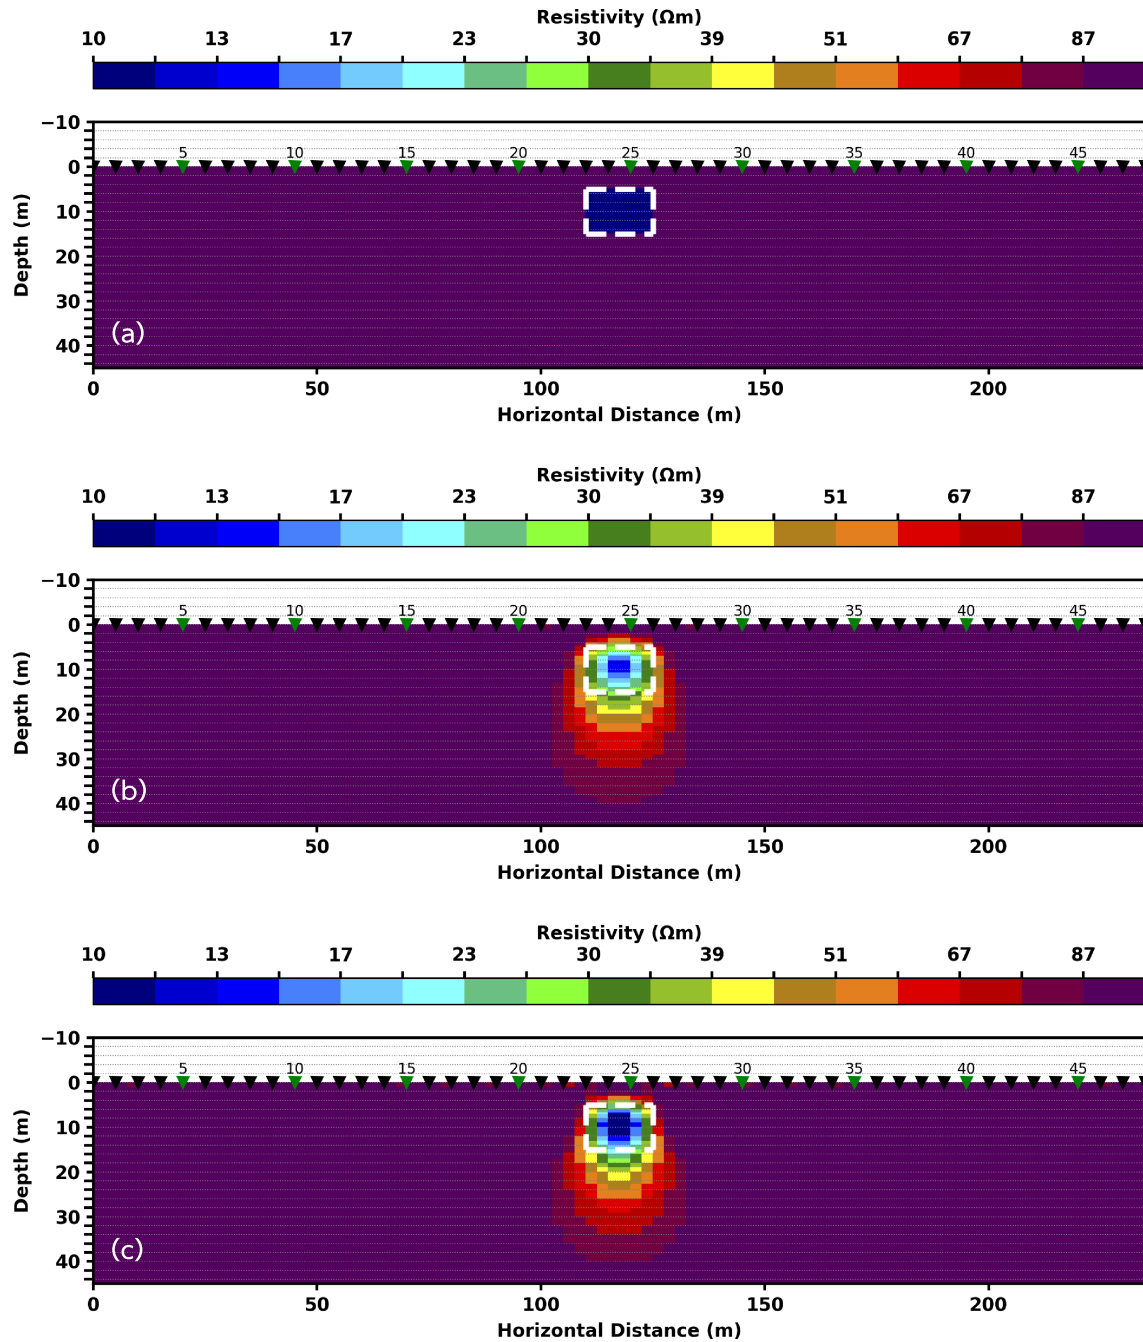 Resistivity (Ωm)
10 13 17 23 30 39 51 67 87
−10
5 10 15 20 25 30 35 40 45
0
10
20
30
40
Depth (m)
(a)
0 50 100 150 200
Horizontal Distance (m)
Resistivity (Ωm)
10 13 17 23 30 39 51 67 87
−10
5 10 15 20 25 30 35 40 45
0
10
20
30
40
Depth (m)
(b)
0 50 100 150 200
Horizontal Distance (m)
Resistivity (Ωm)
10 13 17 23 30 39 51 67 87
−10
5 10 15 20 25 30 35 40 45
0
10
20
30
40
Depth (m)
(c)
0 50 100 150 200
Horizontal Distance (m)